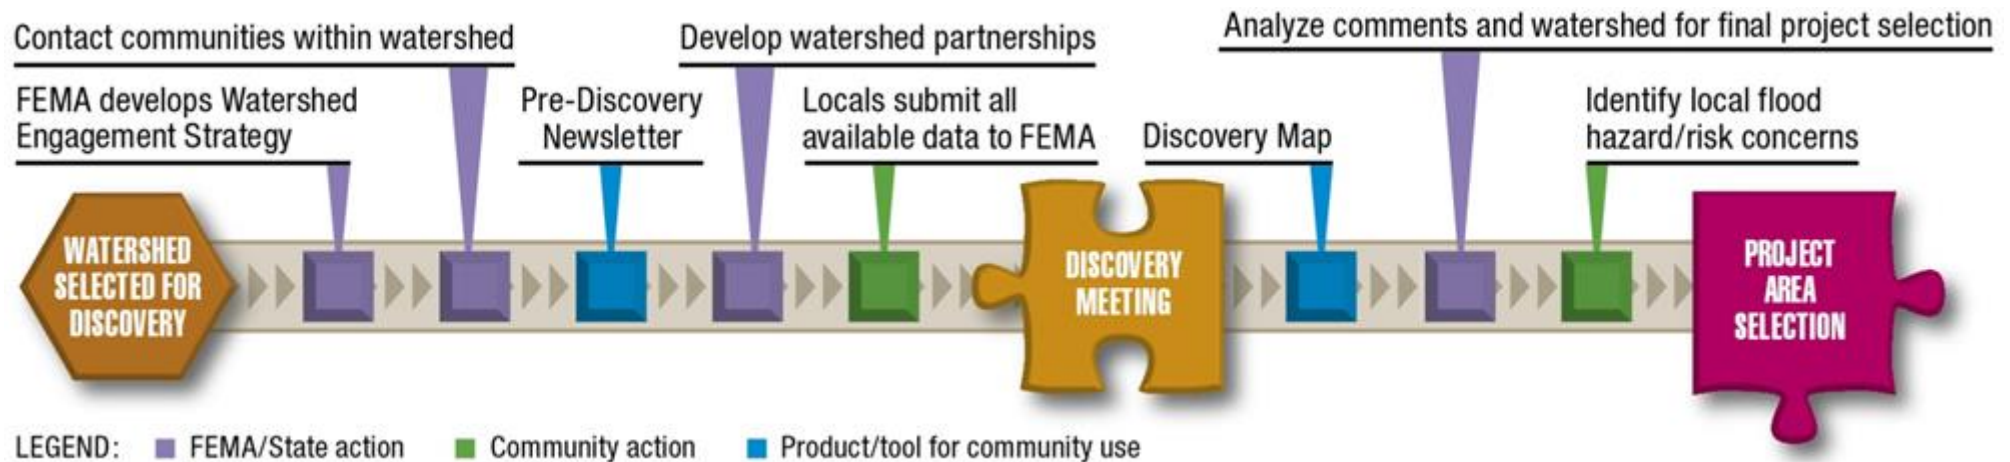 Contact communities within watershed
Develop watershed partnerships
Analyze comments and watershed for final project selection
FEMA develops Watershed
Engagement Strategy
Pre-Discovery
Newsletter
Locals submit all
available data to FEMA
Discovery Map
Identify local flood
hazard/risk concerns
WATERSHED
SELECTED FOR
DISCOVERY
DISCOVERY
MEETING
PROJECT
AREA
SELECTION
LEGEND: FEMA/State action Community action Product/tool for community use